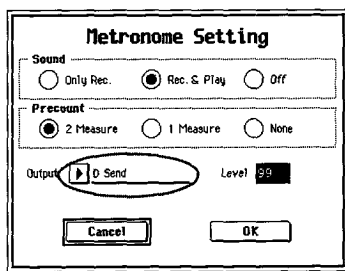 Metronome Setting
Sound
Only Rec. Rec. & Play Off
Precount
2 Measure 1 Measure None
Output D Send Level 99
Cancel OK